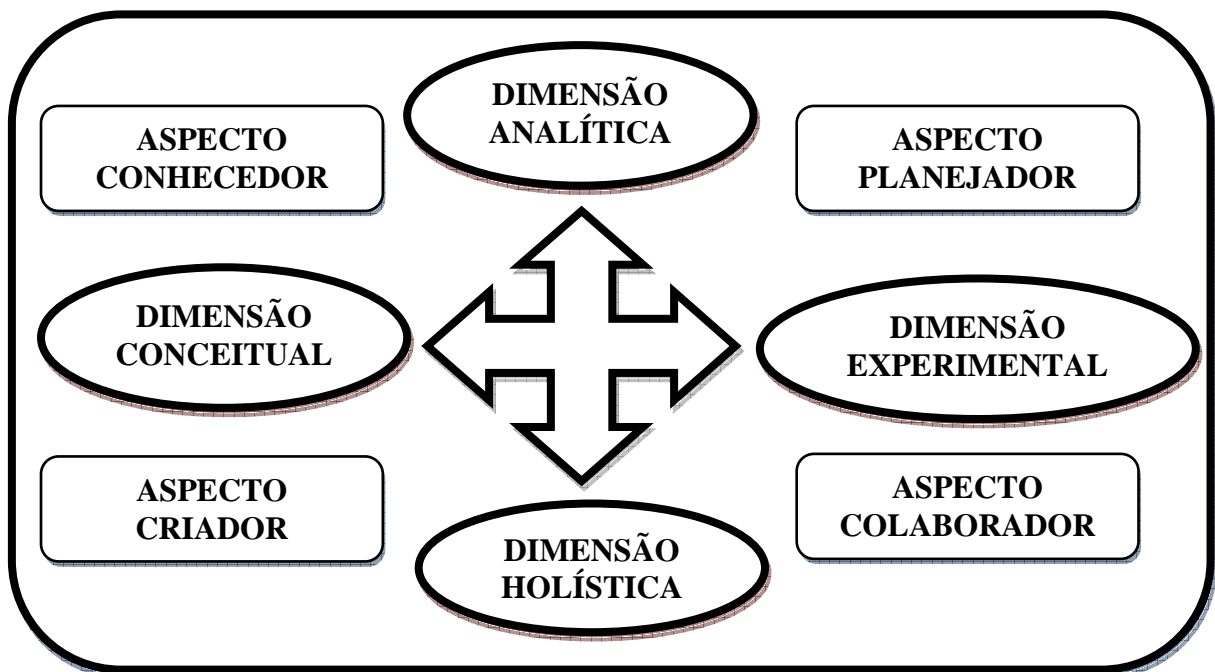 DIMENSÃO
ANALÍTICA
ASPECTO
CONHECEDOR
ASPECTO
PLANEJADOR
DIMENSÃO
CONCEITUAL
DIMENSÃO
EXPERIMENTAL
ASPECTO
CRIADOR
ASPECTO
COLABORADOR
DIMENSÃO
HOLÍSTICA